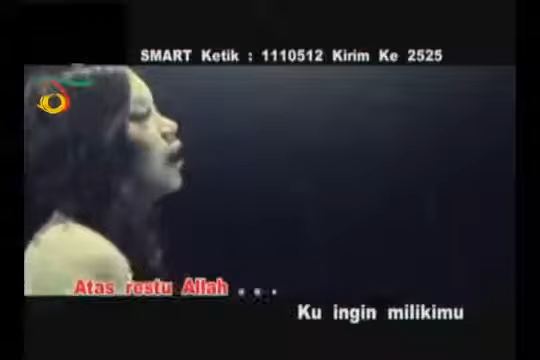 SMART Ketik : 1110512 Kirim Ke 2525
Atas restu Allah . . .
Ku ingin milikimu